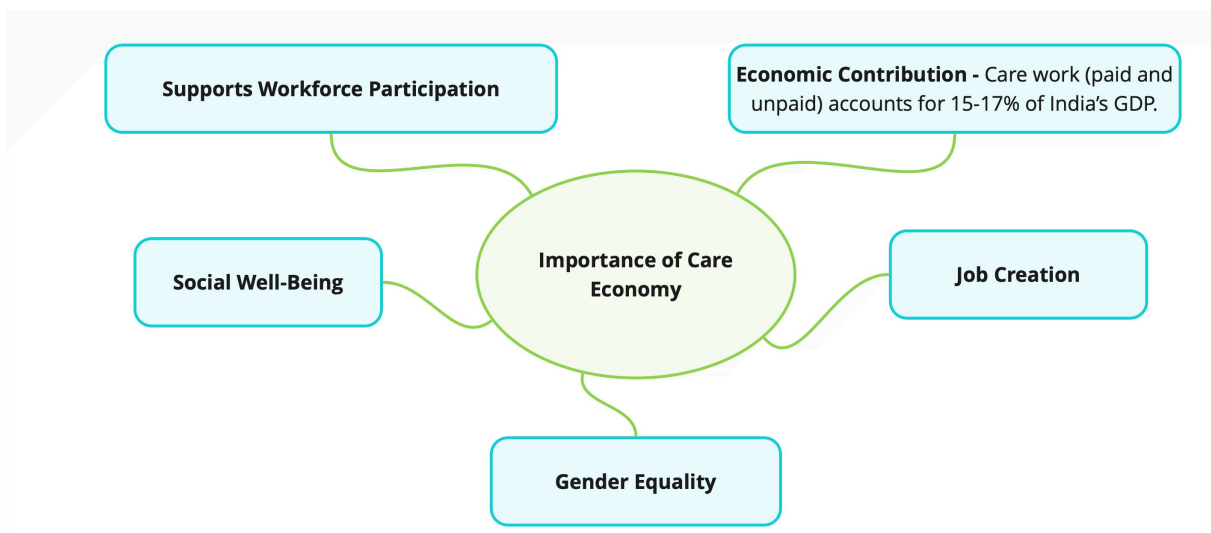 Supports Workforce Participation
Economic Contribution - Care work (paid and
unpaid) accounts for 15-17% of India’s GDP.
Importance of Care
Economy
Social Well-Being
Job Creation
Gender Equality